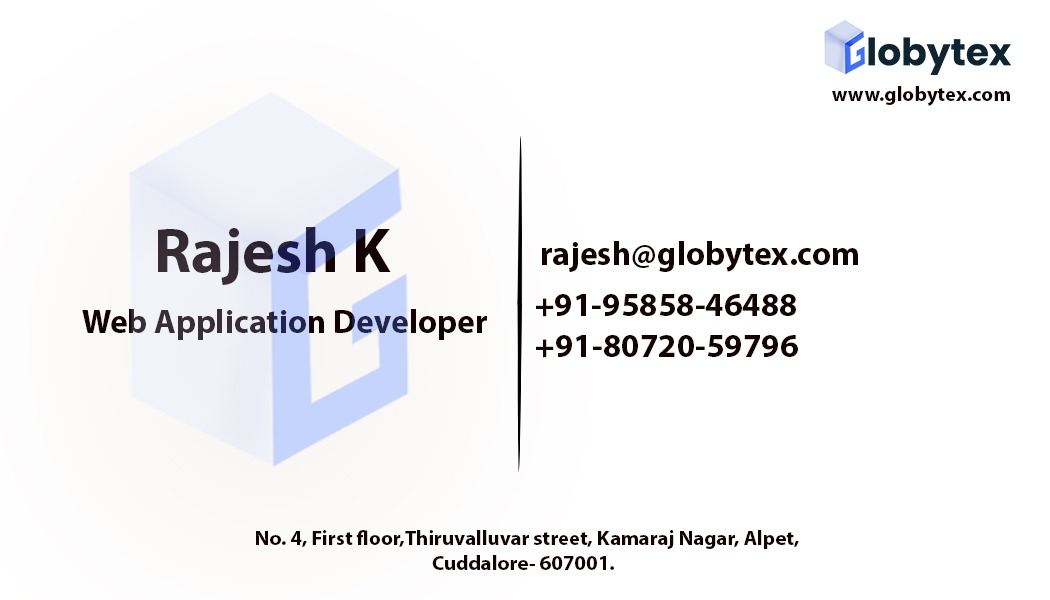 Globytex
www.globytex.com
Rajesh K
Web Application Developer
rajesh@globytex.com
+91-95858-46488
+91-80720-59796
No. 4, First floor,Thiruvalluvar street, Kamaraj Nagar, Alpet,
Cuddalore- 607001.